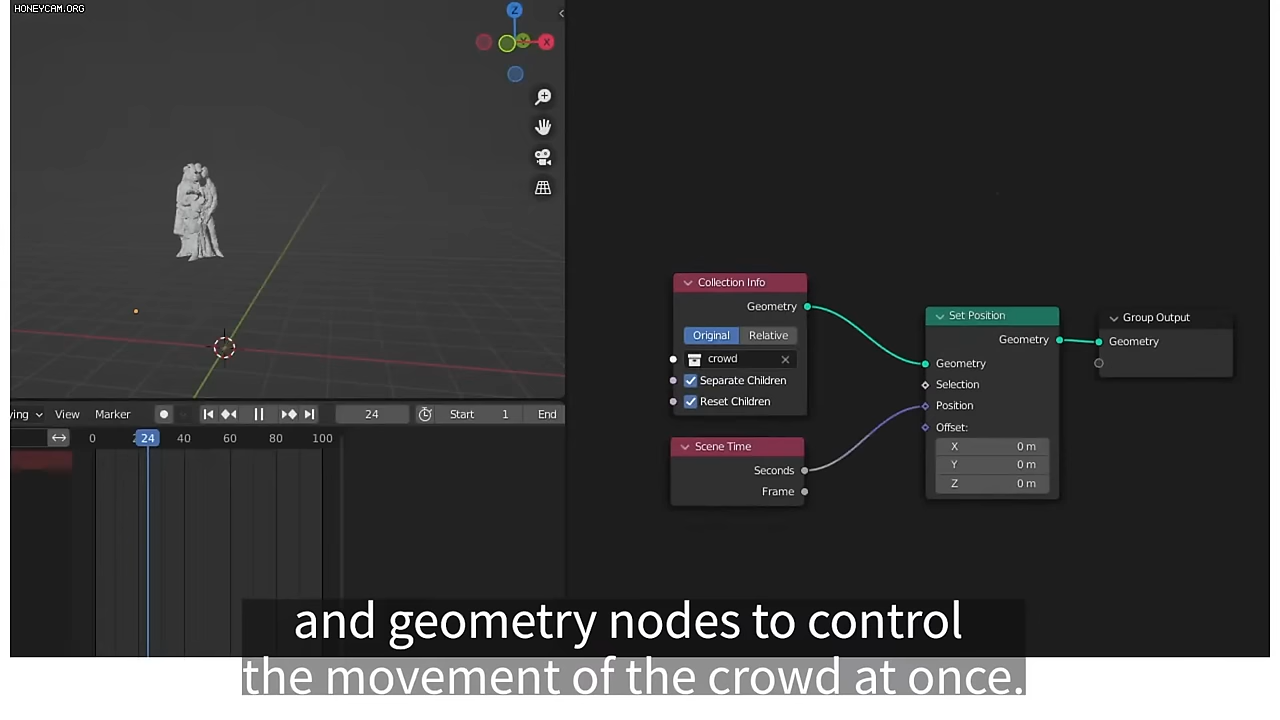 HONEYCAM.ORG
Z
Y
X
Collection Info
Geometry
Original Relative
crowd
Separate Children
Reset Children
Set Position
Geometry
Geometry
Selection
Position
Offset:
X 0 m
Y 0 m
Z 0 m
Group Output
Geometry
Scene Time
Seconds
Frame
ying View Marker 24 Start 1 End
0 24 40 60 80 100
and geometry nodes to control
the movement of the crowd at once.